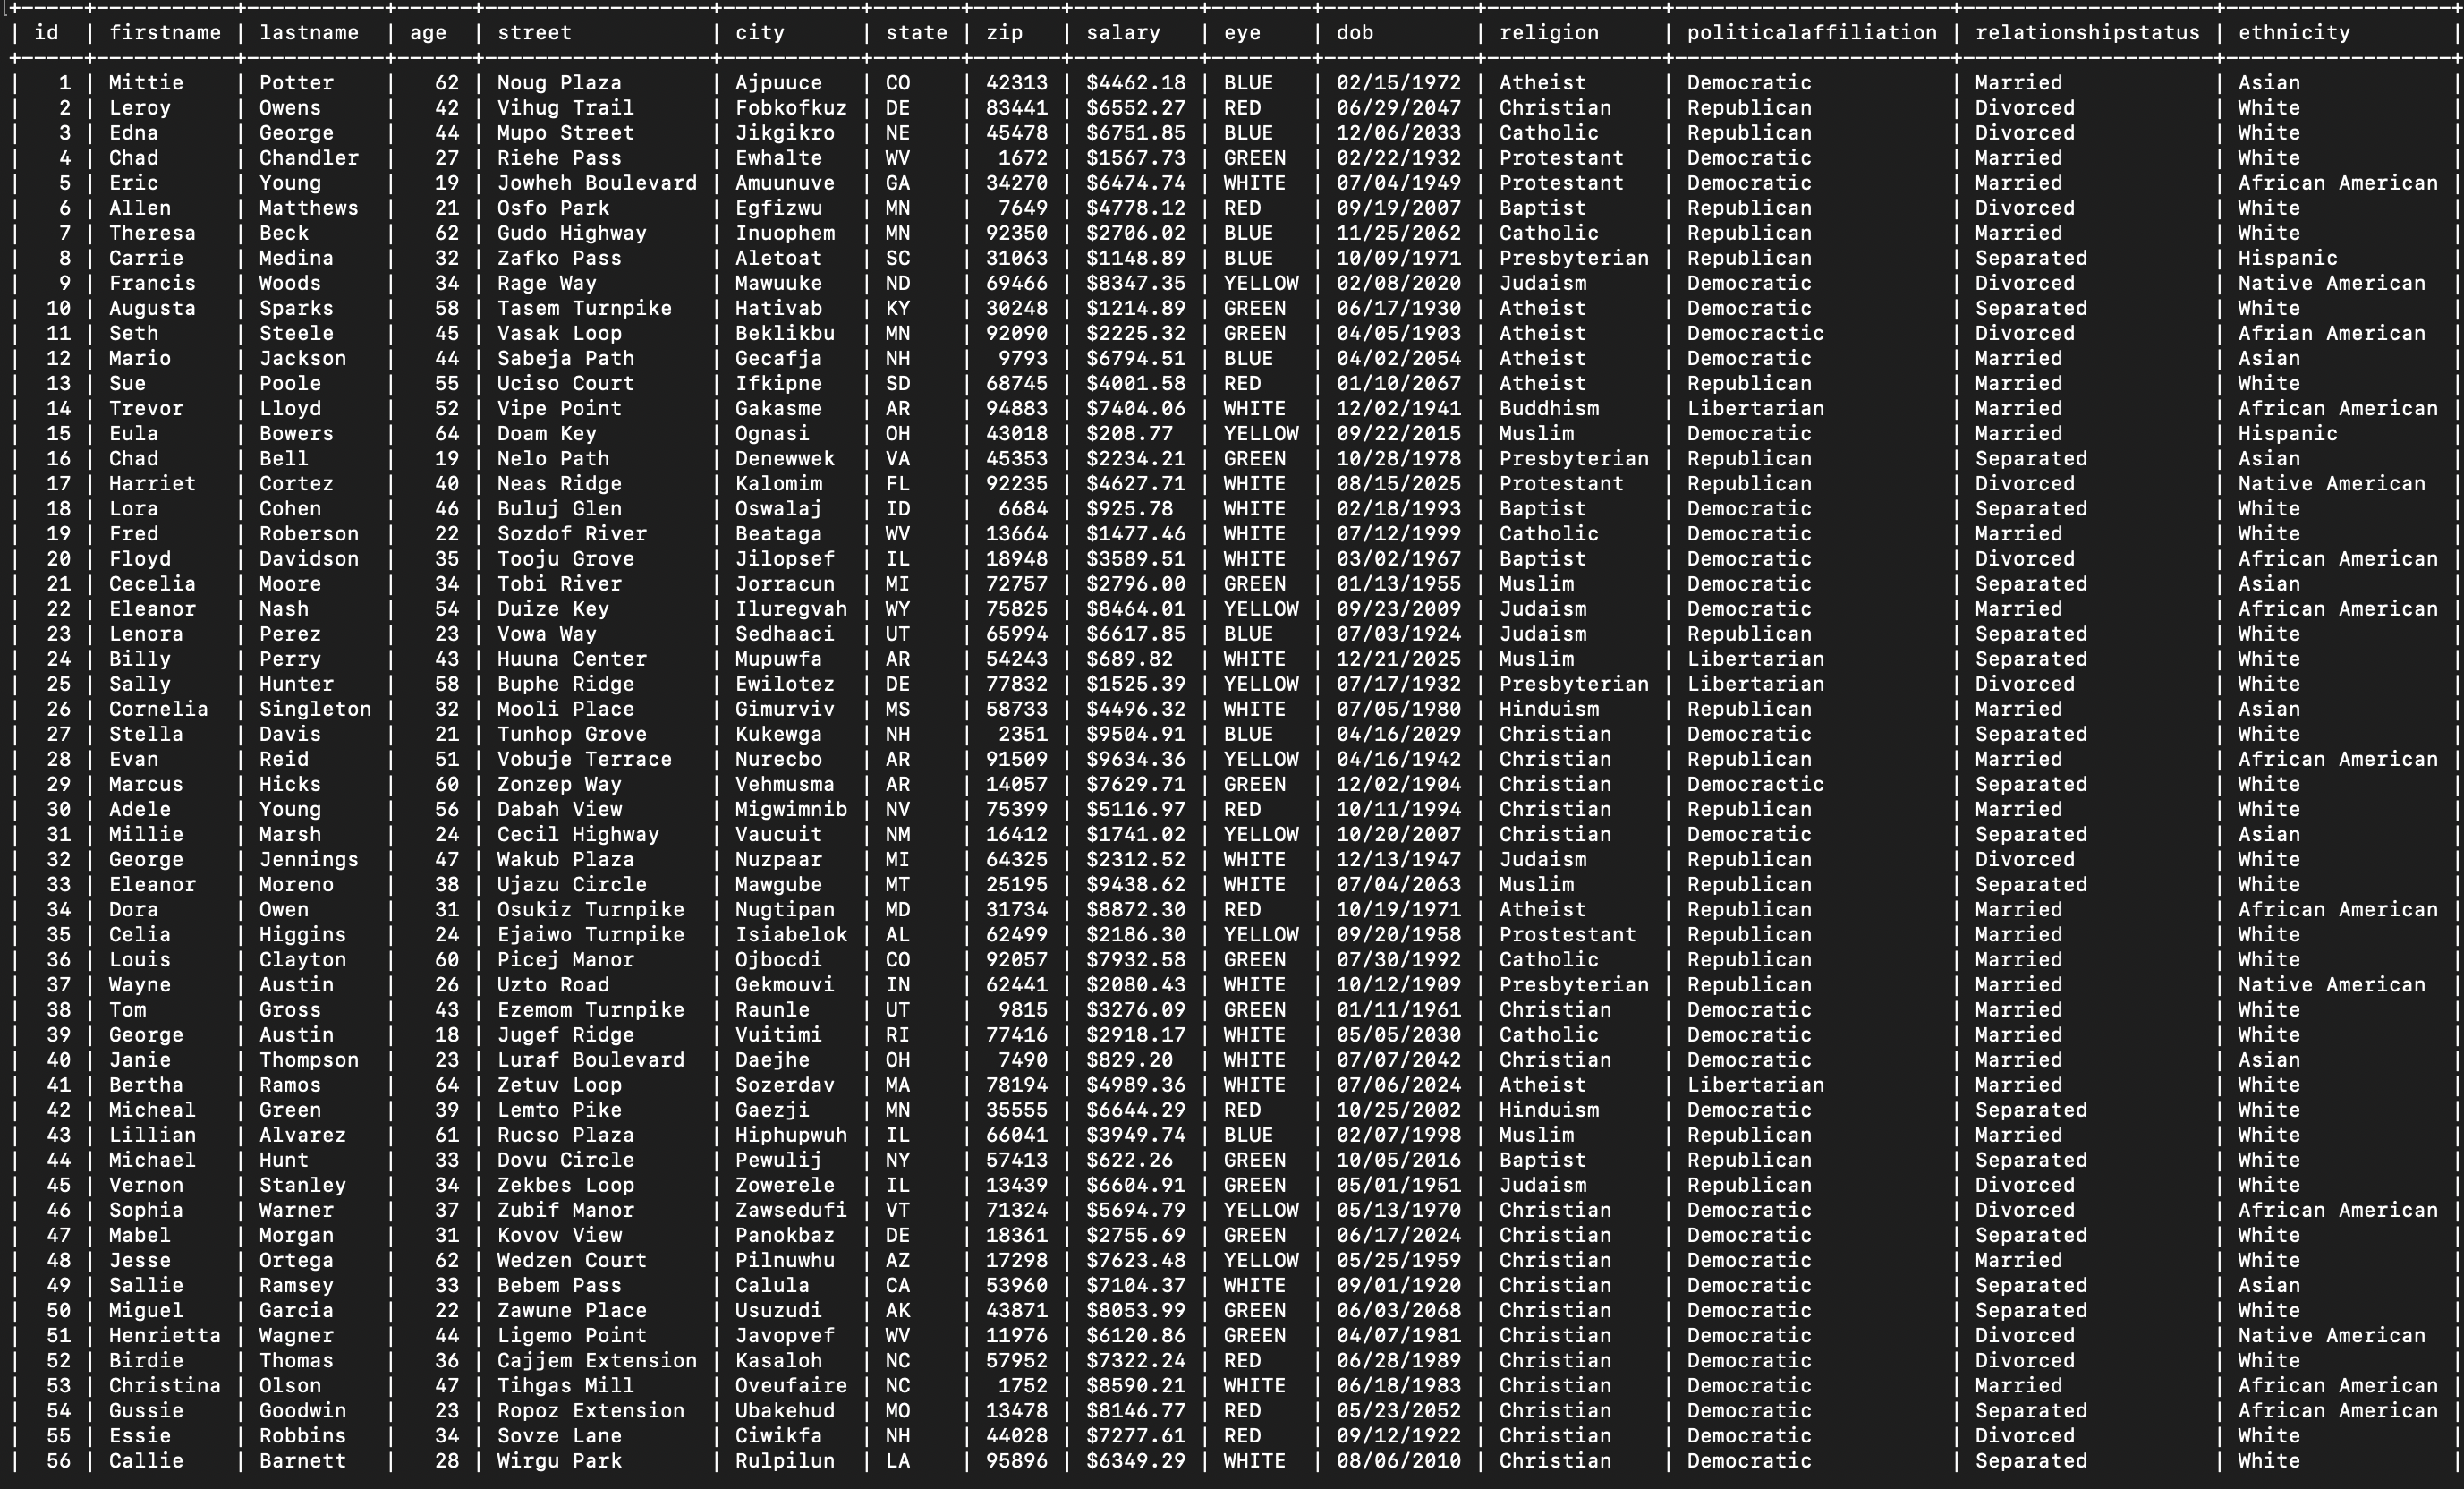 | id | firstname | lastname | age | street | city | state | zip | salary | eye | dob | religion | politicalaffiliation | relationshipstatus | ethnicity |
| 1 | Mittie | Potter | 62 | Noug Plaza | Ajpuuce | CO | 42313 | $4462.18 | BLUE | 02/15/1972 | Atheist | Democratic | Married | Asian |
| 2 | Leroy | Owens | 42 | Vihug Trail | Fobkofkuz | DE | 83441 | $6552.27 | RED | 06/29/2047 | Christian | Republican | Divorced | White |
| 3 | Edna | George | 44 | Mupo Street | Jikgikro | NE | 45478 | $6751.85 | BLUE | 12/06/2033 | Catholic | Republican | Divorced | White |
| 4 | Chad | Chandler | 27 | Riehe Pass | Ewhalte | WV | 1672 | $1567.73 | GREEN | 02/22/1932 | Protestant | Democratic | Married | White |
| 5 | Eric | Young | 19 | Jowheh Boulevard | Amuunuve | GA | 34270 | $6474.74 | WHITE | 07/04/1949 | Protestant | Democratic | Married | African American |
| 6 | Allen | Matthews | 21 | Osfo Park | Egfizwu | MN | 7649 | $4778.12 | RED | 09/19/2007 | Baptist | Republican | Divorced | White |
| 7 | Theresa | Beck | 62 | Gudo Highway | Inuophem | MN | 92350 | $2706.02 | BLUE | 11/25/2062 | Catholic | Republican | Married | White |
| 8 | Carrie | Medina | 32 | Zafko Pass | Aletoat | SC | 31063 | $1148.89 | BLUE | 10/09/1971 | Presbyterian | Republican | Separated | Hispanic |
| 9 | Francis | Woods | 34 | Rage Way | Mawuuke | ND | 69466 | $8347.35 | YELLOW | 02/08/2020 | Judaism | Democratic | Divorced | Native American |
| 10 | Augusta | Sparks | 58 | Tasem Turnpike | Hativab | KY | 30248 | $1214.89 | GREEN | 06/17/1930 | Atheist | Democratic | Separated | White |
| 11 | Seth | Steele | 45 | Vasak Loop | Beklikbu | MN | 92090 | $2225.32 | GREEN | 04/05/1903 | Atheist | Democractic | Divorced | Afrian American |
| 12 | Mario | Jackson | 44 | Sabeja Path | Gecafja | NH | 9793 | $6794.51 | BLUE | 04/02/2054 | Atheist | Democratic | Married | Asian |
| 13 | Sue | Poole | 55 | Uciso Court | Ifkipne | SD | 68745 | $4001.58 | RED | 01/10/2067 | Atheist | Republican | Married | White |
| 14 | Trevor | Lloyd | 52 | Vipe Point | Gakasme | AR | 94883 | $7404.06 | WHITE | 12/02/1941 | Buddhism | Libertarian | Married | African American |
| 15 | Eula | Bowers | 64 | Doam Key | Ognasi | OH | 43018 | $208.77 | YELLOW | 09/22/2015 | Muslim | Democratic | Married | Hispanic |
| 16 | Chad | Bell | 19 | Nelo Path | Denewwek | VA | 45353 | $2234.21 | GREEN | 10/28/1978 | Presbyterian | Republican | Separated | Asian |
| 17 | Harriet | Cortez | 40 | Neas Ridge | Kalomim | FL | 92235 | $4627.71 | WHITE | 08/15/2025 | Protestant | Republican | Divorced | Native American |
| 18 | Lora | Cohen | 46 | Buluj Glen | Oswalaj | ID | 6684 | $925.78 | WHITE | 02/18/1993 | Baptist | Democratic | Separated | White |
| 19 | Fred | Roberson | 22 | Sozdof River | Beataga | WV | 13664 | $1477.46 | WHITE | 07/12/1999 | Catholic | Democratic | Married | White |
| 20 | Floyd | Davidson | 35 | Tooju Grove | Jilopsef | IL | 18948 | $3589.51 | WHITE | 03/02/1967 | Baptist | Democratic | Divorced | African American |
| 21 | Cecelia | Moore | 34 | Tobi River | Jorracun | MI | 72757 | $2796.00 | GREEN | 01/13/1955 | Muslim | Democratic | Separated | Asian |
| 22 | Eleanor | Nash | 54 | Duize Key | Iluregvah | WY | 75825 | $8464.01 | YELLOW | 09/23/2009 | Judaism | Democratic | Married | African American |
| 23 | Lenora | Perez | 23 | Vowa Way | Sedhaaci | UT | 65994 | $6617.85 | BLUE | 07/03/1924 | Judaism | Republican | Separated | White |
| 24 | Billy | Perry | 43 | Huuna Center | Mupuwfa | AR | 54243 | $689.82 | WHITE | 12/21/2025 | Muslim | Libertarian | Separated | White |
| 25 | Sally | Hunter | 58 | Buphe Ridge | Ewilotez | DE | 77832 | $1525.39 | YELLOW | 07/17/1932 | Presbyterian | Libertarian | Divorced | White |
| 26 | Cornelia | Singleton | 32 | Mooli Place | Gimurviv | MS | 58733 | $4496.32 | WHITE | 07/05/1980 | Hinduism | Republican | Married | Asian |
| 27 | Stella | Davis | 21 | Tunhop Grove | Kukewga | NH | 2351 | $9504.91 | BLUE | 04/16/2029 | Christian | Democratic | Separated | White |
| 28 | Evan | Reid | 51 | Vobuje Terrace | Nurecbo | AR | 91509 | $9634.36 | YELLOW | 04/16/1942 | Christian | Republican | Married | African American |
| 29 | Marcus | Hicks | 60 | Zonzep Way | Vehmusma | AR | 14057 | $7629.71 | GREEN | 12/02/1904 | Christian | Democractic | Separated | White |
| 30 | Adele | Young | 56 | Dabah View | Migwimnib | NV | 75399 | $5116.97 | RED | 10/11/1994 | Christian | Republican | Married | White |
| 31 | Millie | Marsh | 24 | Cecil Highway | Vaucuit | NM | 16412 | $1741.02 | YELLOW | 10/20/2007 | Christian | Democratic | Separated | Asian |
| 32 | George | Jennings | 47 | Wakub Plaza | Nuzpaar | MI | 64325 | $2312.52 | WHITE | 12/13/1947 | Judaism | Republican | Divorced | White |
| 33 | Eleanor | Moreno | 38 | Ujazu Circle | Mawgube | MT | 25195 | $9438.62 | WHITE | 07/04/2063 | Muslim | Republican | Separated | White |
| 34 | Dora | Owen | 31 | Osukiz Turnpike | Nugtipan | MD | 31734 | $8872.30 | RED | 10/19/1971 | Atheist | Republican | Married | African American |
| 35 | Celia | Higgins | 24 | Ejaiwo Turnpike | Isiabelok | AL | 62499 | $2186.30 | YELLOW | 09/20/1958 | Prostestant | Republican | Married | White |
| 36 | Louis | Clayton | 60 | Picej Manor | Ojbocdi | CO | 92057 | $7932.58 | GREEN | 07/30/1992 | Catholic | Republican | Married | White |
| 37 | Wayne | Austin | 26 | Uzto Road | Gekmouvi | IN | 62441 | $2080.43 | WHITE | 10/12/1909 | Presbyterian | Republican | Married | Native American |
| 38 | Tom | Gross | 43 | Ezemom Turnpike | Raunle | UT | 9815 | $3276.09 | GREEN | 01/11/1961 | Christian | Democratic | Married | White |
| 39 | George | Austin | 18 | Jugef Ridge | Vuitimi | RI | 77416 | $2918.17 | WHITE | 05/05/2030 | Catholic | Democratic | Married | White |
| 40 | Janie | Thompson | 23 | Luraf Boulevard | Daejhe | OH | 7490 | $829.20 | WHITE | 07/07/2042 | Christian | Democratic | Married | Asian |
| 41 | Bertha | Ramos | 64 | Zetuv Loop | Sozerdav | MA | 78194 | $4989.36 | WHITE | 07/06/2024 | Atheist | Libertarian | Married | White |
| 42 | Micheal | Green | 39 | Lemto Pike | Gaezji | MN | 35555 | $6644.29 | RED | 10/25/2002 | Hinduism | Democratic | Separated | White |
| 43 | Lillian | Alvarez | 61 | Rucso Plaza | Hiphupwuh | IL | 66041 | $3949.74 | BLUE | 02/07/1998 | Muslim | Republican | Married | White |
| 44 | Michael | Hunt | 33 | Dovu Circle | Pewulij | NY | 57413 | $622.26 | GREEN | 10/05/2016 | Baptist | Republican | Separated | White |
| 45 | Vernon | Stanley | 34 | Zekbes Loop | Zowerele | IL | 13439 | $6604.91 | GREEN | 05/01/1951 | Judaism | Republican | Divorced | White |
| 46 | Sophia | Warner | 37 | Zubif Manor | Zawsedufi | VT | 71324 | $5694.79 | YELLOW | 05/13/1970 | Christian | Democratic | Divorced | African American |
| 47 | Mabel | Morgan | 31 | Kovov View | Panokbaz | DE | 18361 | $2755.69 | GREEN | 06/17/2024 | Christian | Democratic | Separated | White |
| 48 | Jesse | Ortega | 62 | Wedzen Court | Pilnuwhu | AZ | 17298 | $7623.48 | YELLOW | 05/25/1959 | Christian | Democratic | Married | White |
| 49 | Sallie | Ramsey | 33 | Bebem Pass | Calula | CA | 53960 | $7104.37 | WHITE | 09/01/1920 | Christian | Democratic | Separated | Asian |
| 50 | Miguel | Garcia | 22 | Zawune Place | Usuzudi | AK | 43871 | $8053.99 | GREEN | 06/03/2068 | Christian | Democratic | Separated | White |
| 51 | Henrietta | Wagner | 44 | Ligemo Point | Javopvef | WV | 11976 | $6120.86 | GREEN | 04/07/1981 | Christian | Democratic | Divorced | Native American |
| 52 | Birdie | Thomas | 36 | Cajjem Extension | Kasaloh | NC | 57952 | $7322.24 | RED | 06/28/1989 | Christian | Democratic | Divorced | White |
| 53 | Christina | Olson | 47 | Tihgas Mill | Oveufaire | NC | 1752 | $8590.21 | WHITE | 06/18/1983 | Christian | Democratic | Married | African American |
| 54 | Gussie | Goodwin | 23 | Ropoz Extension | Ubakehud | MO | 13478 | $8146.77 | RED | 05/23/2052 | Christian | Democratic | Separated | African American |
| 55 | Essie | Robbins | 34 | Sovze Lane | Ciwikfa | NH | 44028 | $7277.61 | RED | 09/12/1922 | Christian | Democratic | Divorced | White |
| 56 | Callie | Barnett | 28 | Wirgu Park | Rulpilun | LA | 95896 | $6349.29 | WHITE | 08/06/2010 | Christian | Democratic | Separated | White |